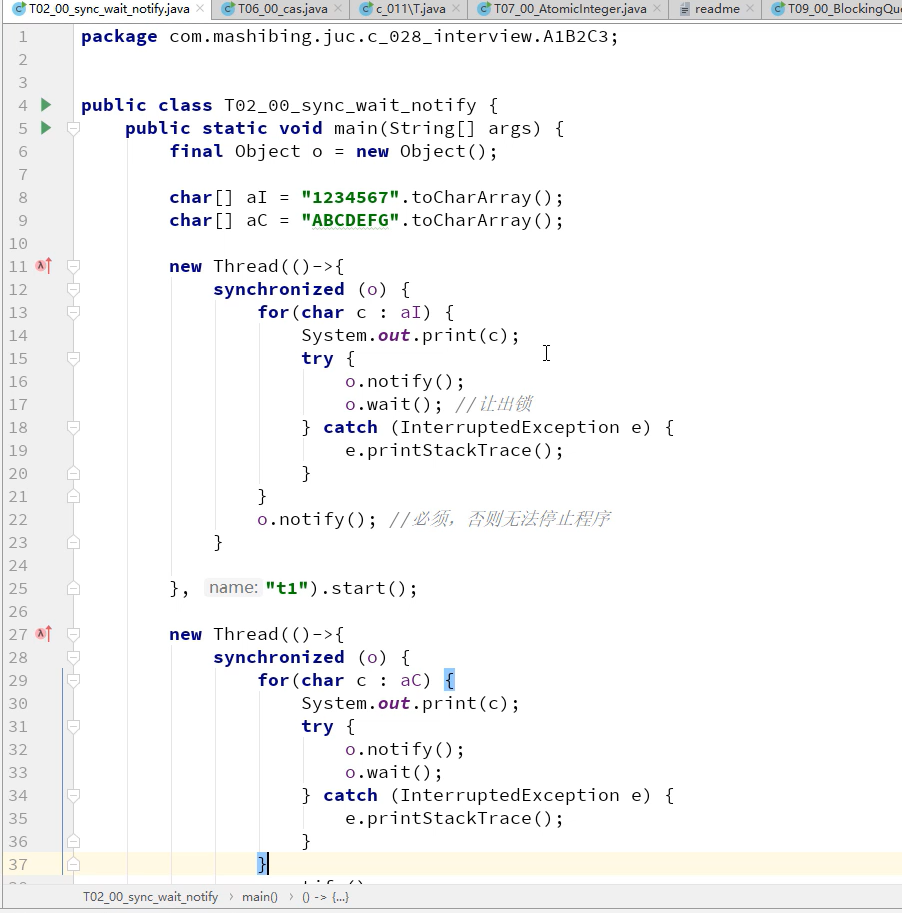 T02_00_sync_wait_notify.java × T06_00_cas.java × c_011\T.java × T07_00_AtomicInteger.java × readme × T09_00_BlockingQue
1 package com.mashibing.juc.c_028_interview.A1B2C3;
2
3
4 public class T02_00_sync_wait_notify {
5 public static void main(String[] args) {
6 final Object o = new Object();
7
8 char[] aI = "1234567".toCharArray();
9 char[] aC = "ABCDEFG".toCharArray();
10
11 new Thread(()->{
12 synchronized (o) {
13 for(char c : aI) {
14 System.out.print(c);
15 try {
16 o.notify();
17 o.wait(); //让出锁
18 } catch (InterruptedException e) {
19 e.printStackTrace();
20 }
21 }
22 o.notify(); //必须，否则无法停止程序
23 }
24
25 }, name: "t1").start();
26
27 new Thread(()->{
28 synchronized (o) {
29 for(char c : aC) {
30 System.out.print(c);
31 try {
32 o.notify();
33 o.wait();
34 } catch (InterruptedException e) {
35 e.printStackTrace();
36 }
37 }
T02_00_sync_wait_notify › main() › () -> {...}